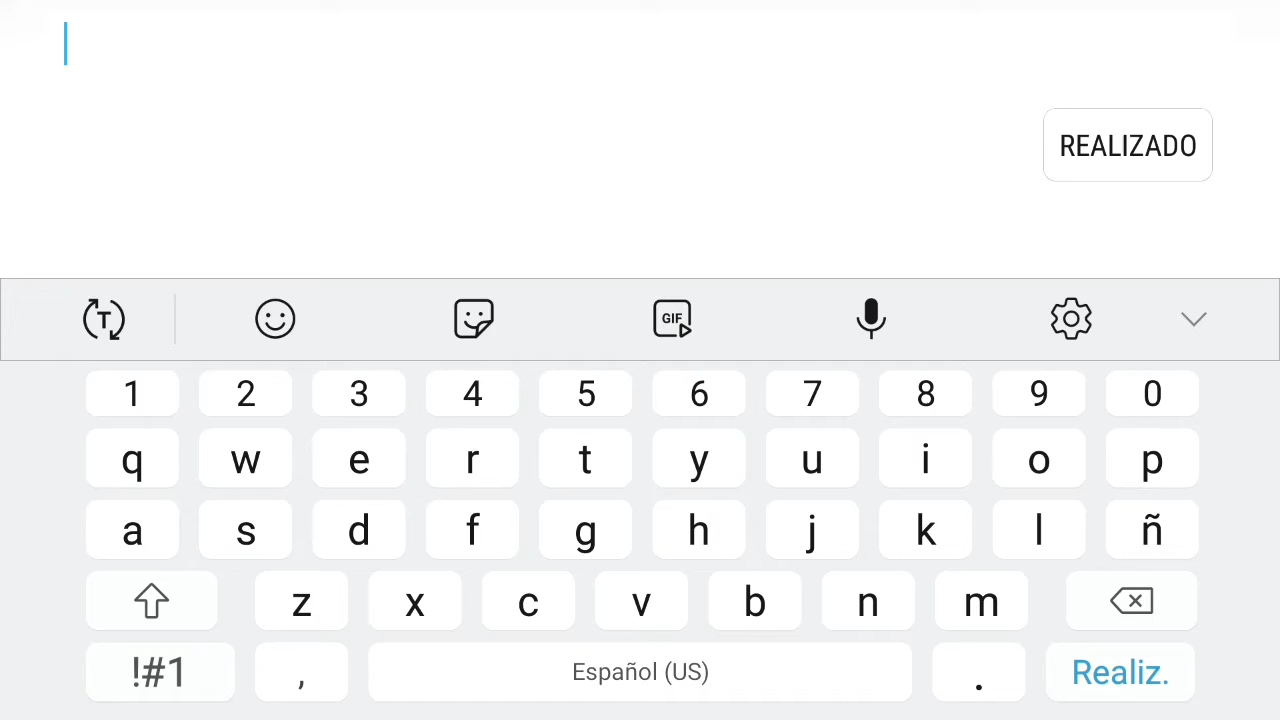 REALIZADO
T
GIF
1 2 3 4 5 6 7 8 9 0
q w e r t y u i o p
a s d f g h j k l ñ
z x c v b n m
!#1 , Español (US) . Realiz.